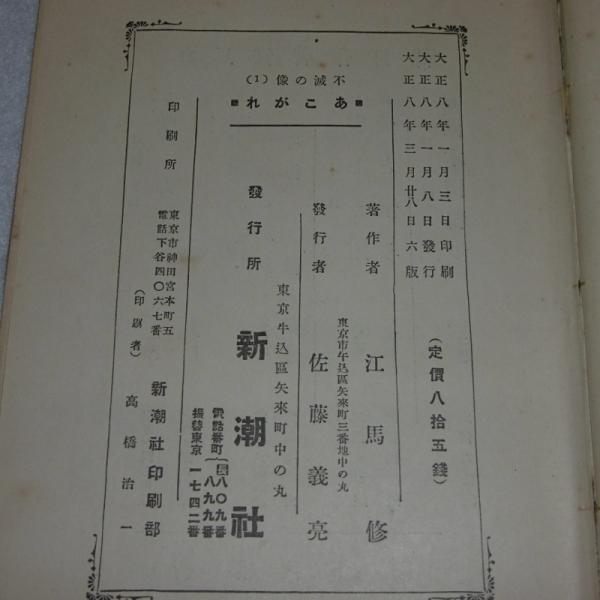 大正八年一月三日印刷
大正八年一月八日發行
大正八年三月廿八日六版
(定價八拾五錢)
不滅の像(1)
あこがれ
著作者 江馬修
東京市牛込區矢來町三番地中の丸
發行者 佐藤義亮
東京牛込區矢來町中の丸
發行所 新潮社
電話番町(長)八〇九番
八九九番
振替東京一七四二番
印刷所
東京市神田宮本町五
電話下谷四〇六七番
新潮社印刷部
(印刷者) 高橋治一